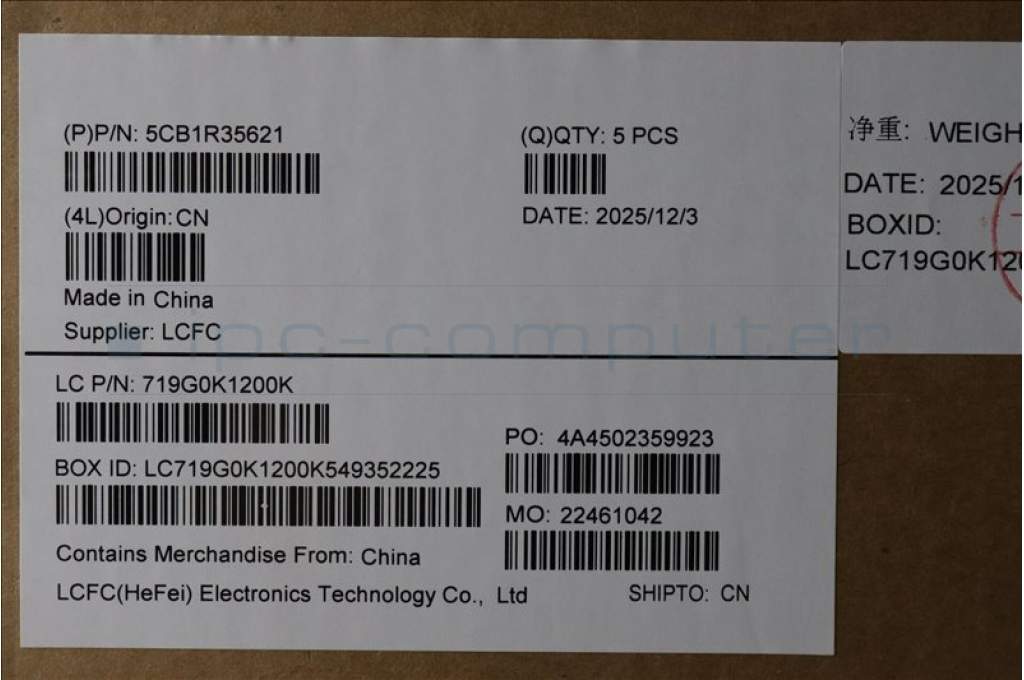 (P)P/N: 5CB1R35621
(Q)QTY: 5 PCS
(4L)Origin:CN
DATE: 2025/12/3
Made in China
Supplier: LCFC
LC P/N: 719G0K1200K
PO: 4A4502359923
BOX ID: LC719G0K1200K549352225
MO: 22461042
Contains Merchandise From: China
LCFC(HeFei) Electronics Technology Co., Ltd
SHIPTO: CN
净重: WEIGH
DATE: 2025/1
BOXID:
LC719G0K12
ipc-computer